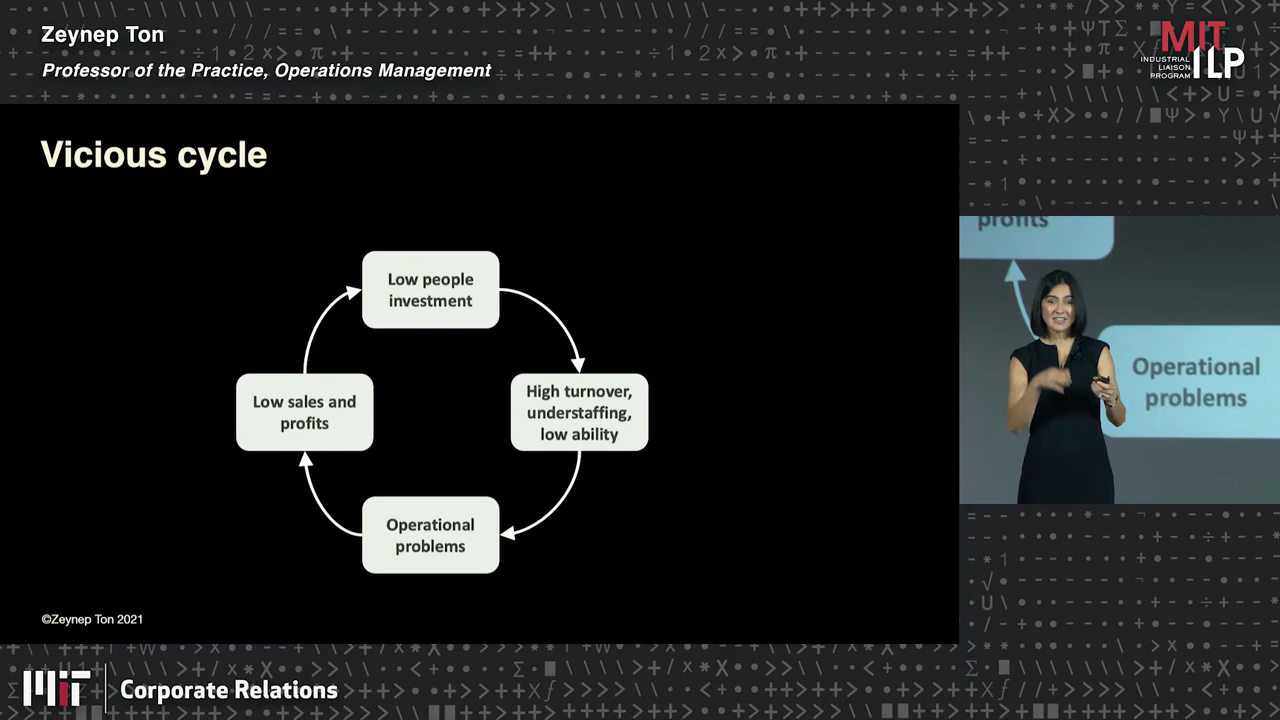 Zeynep Ton
Professor of the Practice, Operations Management
MIT
INDUSTRIAL
LIAISON
PROGRAM
ILP
Vicious cycle
Low people
investment
High turnover,
understaffing,
low ability
Operational
problems
Low sales and
profits
©Zeynep Ton 2021
profits
Operational
problems
MIT
Corporate Relations